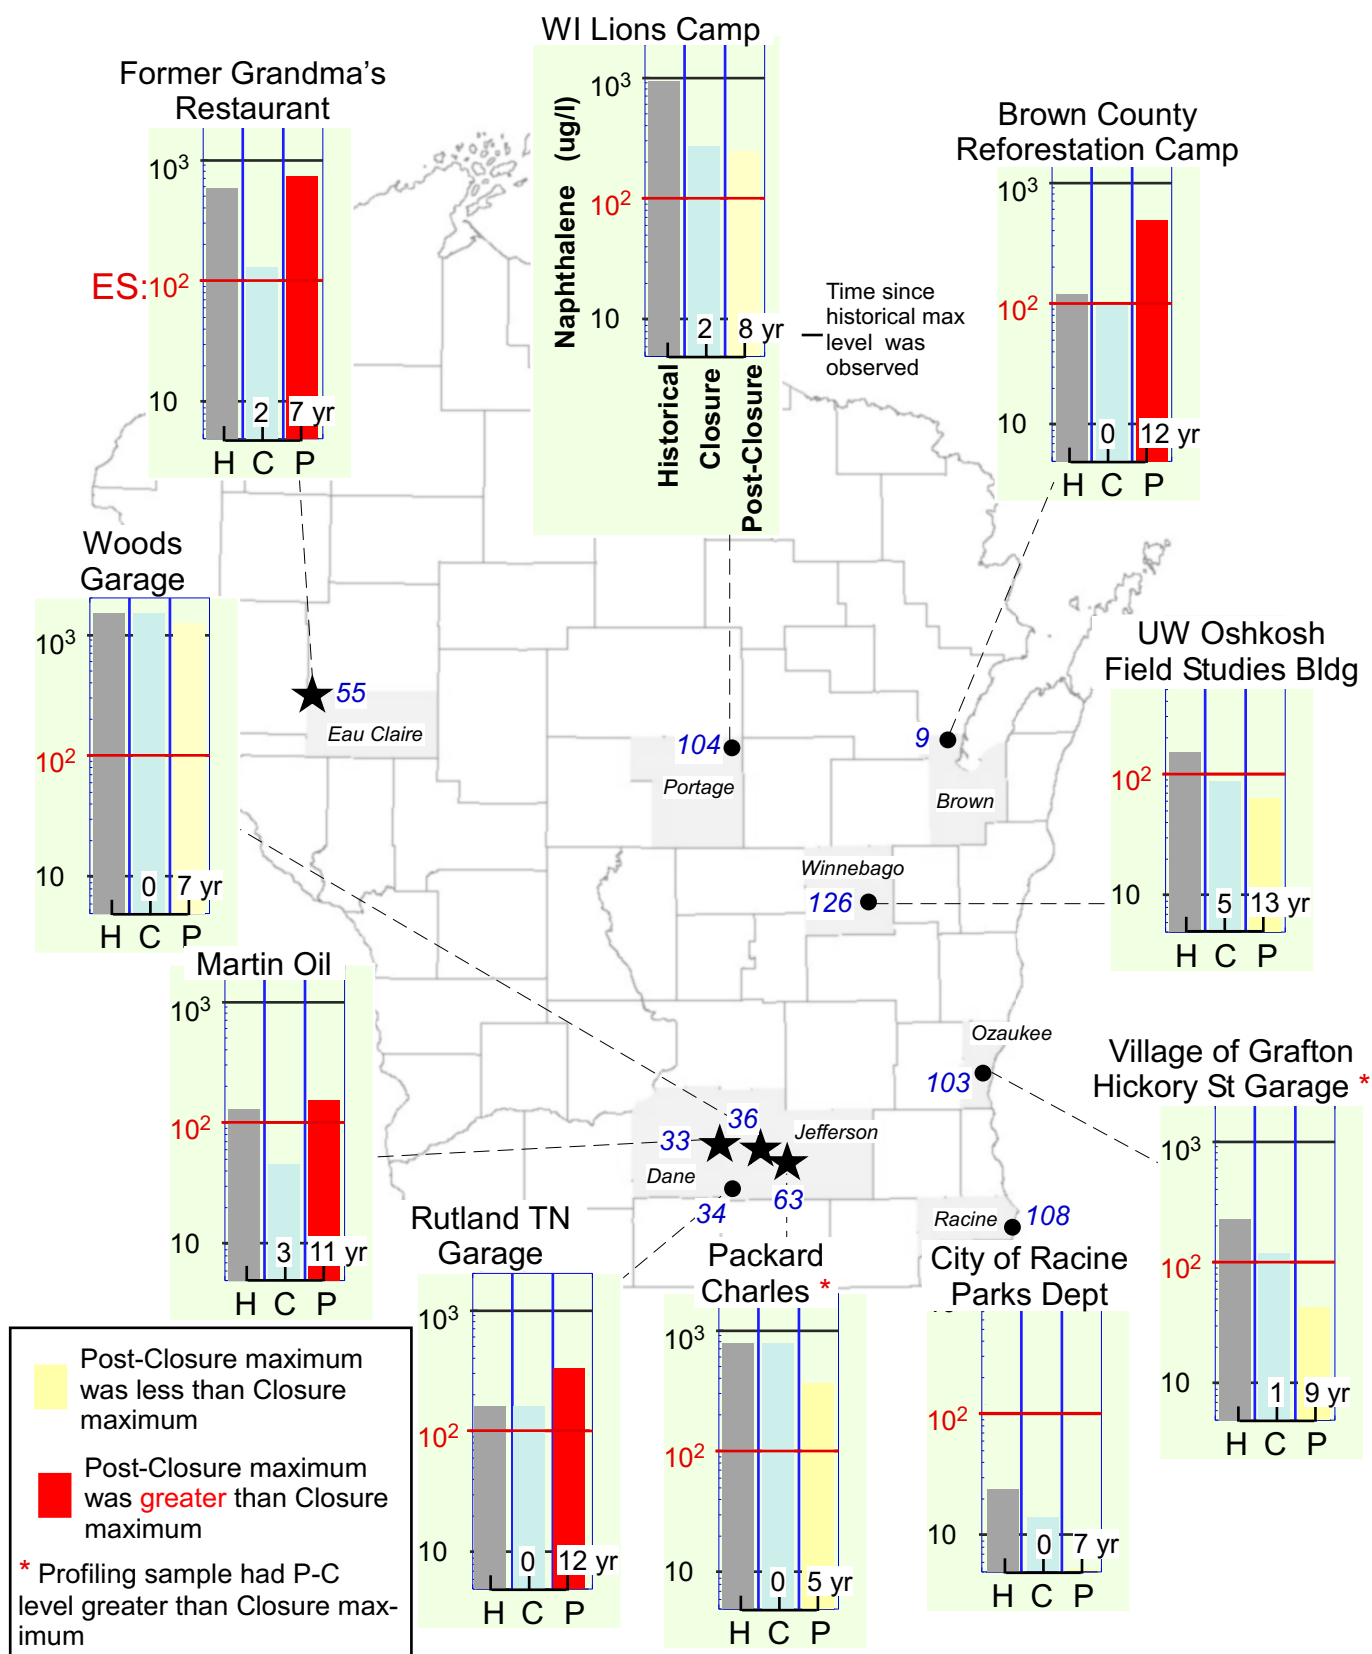 WI Lions Camp
10³
10²
10
Naphthalene (ug/l)
2
8 yr
Historical
Closure
Post-Closure
Time since
historical max
level was
observed
Former Grandma's
Restaurant
10³
ES:10²
10
2
7 yr
H C P
Brown County
Reforestation Camp
10³
10²
10
0
12 yr
H C P
Woods
Garage
10³
10²
10
0
7 yr
H C P
UW Oshkosh
Field Studies Bldg
10²
10
5
13 yr
H C P
55
Eau Claire
104
Portage
9
Brown
Winnebago
126
Martin Oil
10³
10²
10
3
11 yr
H C P
Ozaukee
103
Village of Grafton
Hickory St Garage *
10³
10²
10
1
9 yr
H C P
36
33
Jefferson
Dane
34
63
Racine
108
Rutland TN
Garage
10³
10²
10
0
12 yr
H C P
Packard
Charles *
10³
10²
10
0
5 yr
H C P
City of Racine
Parks Dept
10²
10
0
7 yr
H C P
Post-Closure maximum
was less than Closure
maximum
Post-Closure maximum
was greater than Closure
maximum
* Profiling sample had P-C
level greater than Closure max-
imum